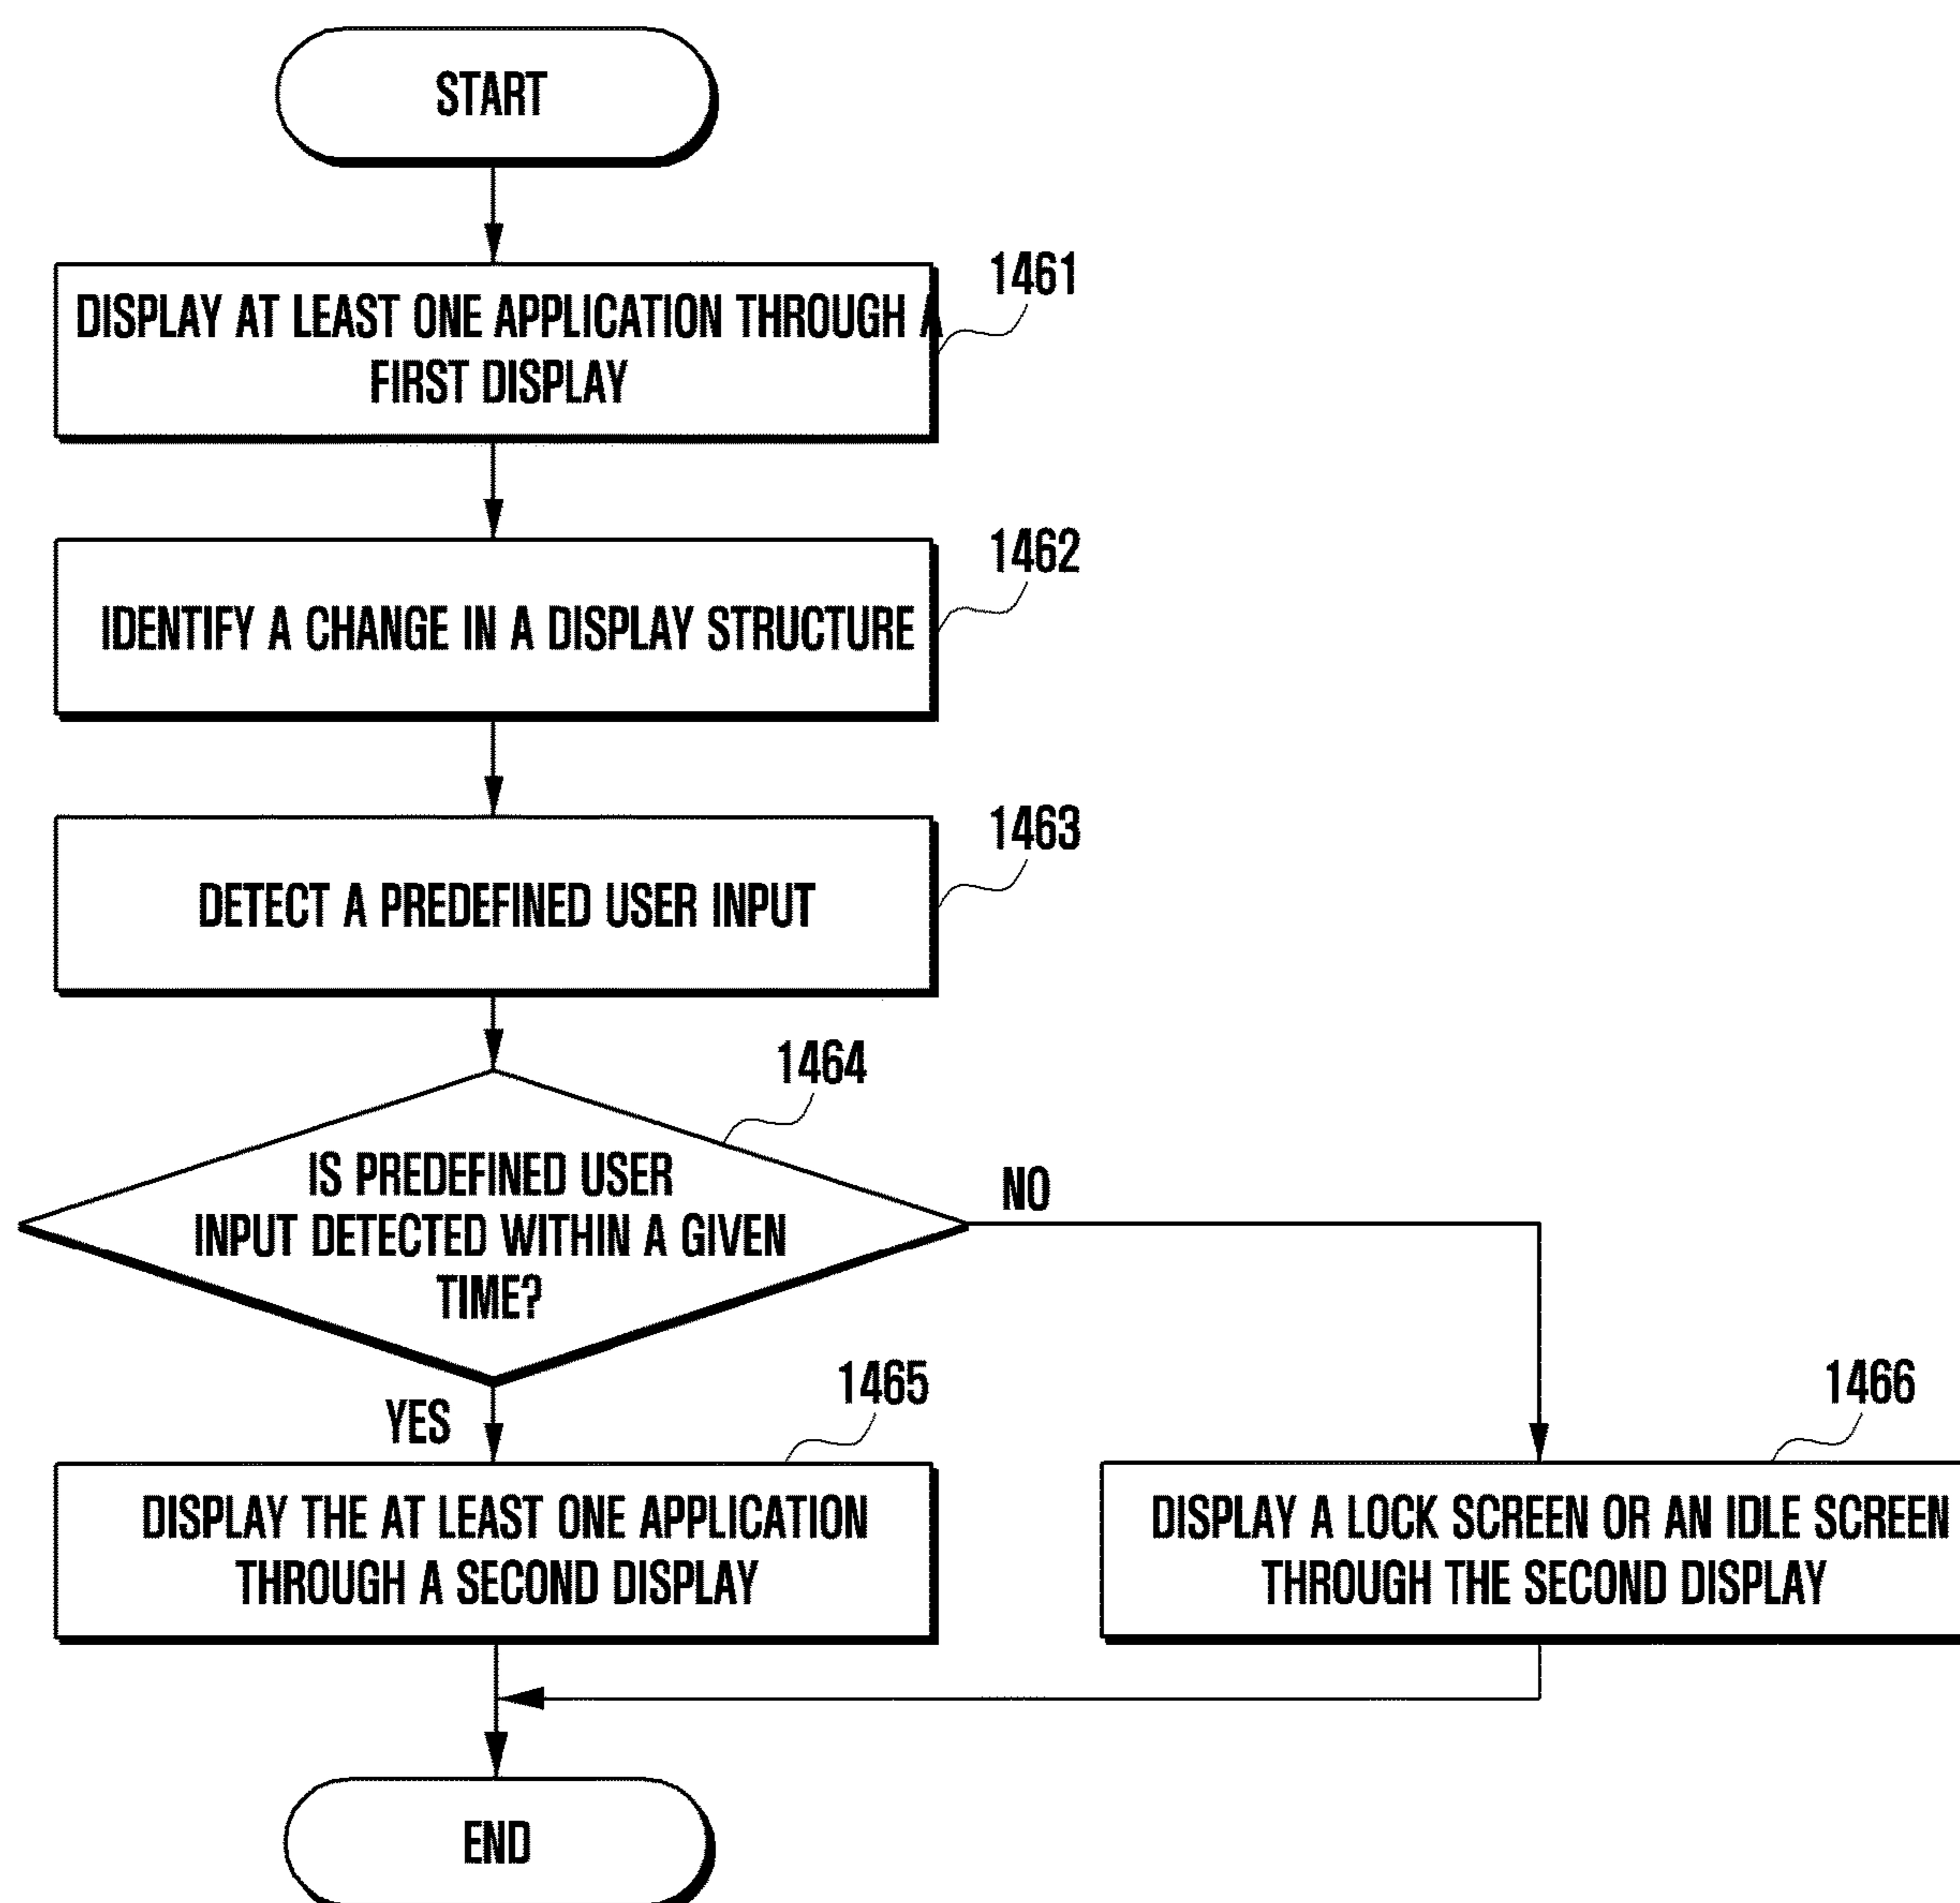 START
1461
DISPLAY AT LEAST ONE APPLICATION THROUGH A
FIRST DISPLAY
1462
IDENTIFY A CHANGE IN A DISPLAY STRUCTURE
1463
DETECT A PREDEFINED USER INPUT
1464
IS PREDEFINED USER
INPUT DETECTED WITHIN A GIVEN
TIME?
NO
YES
1465
DISPLAY THE AT LEAST ONE APPLICATION
THROUGH A SECOND DISPLAY
1466
DISPLAY A LOCK SCREEN OR AN IDLE SCREEN
THROUGH THE SECOND DISPLAY
END